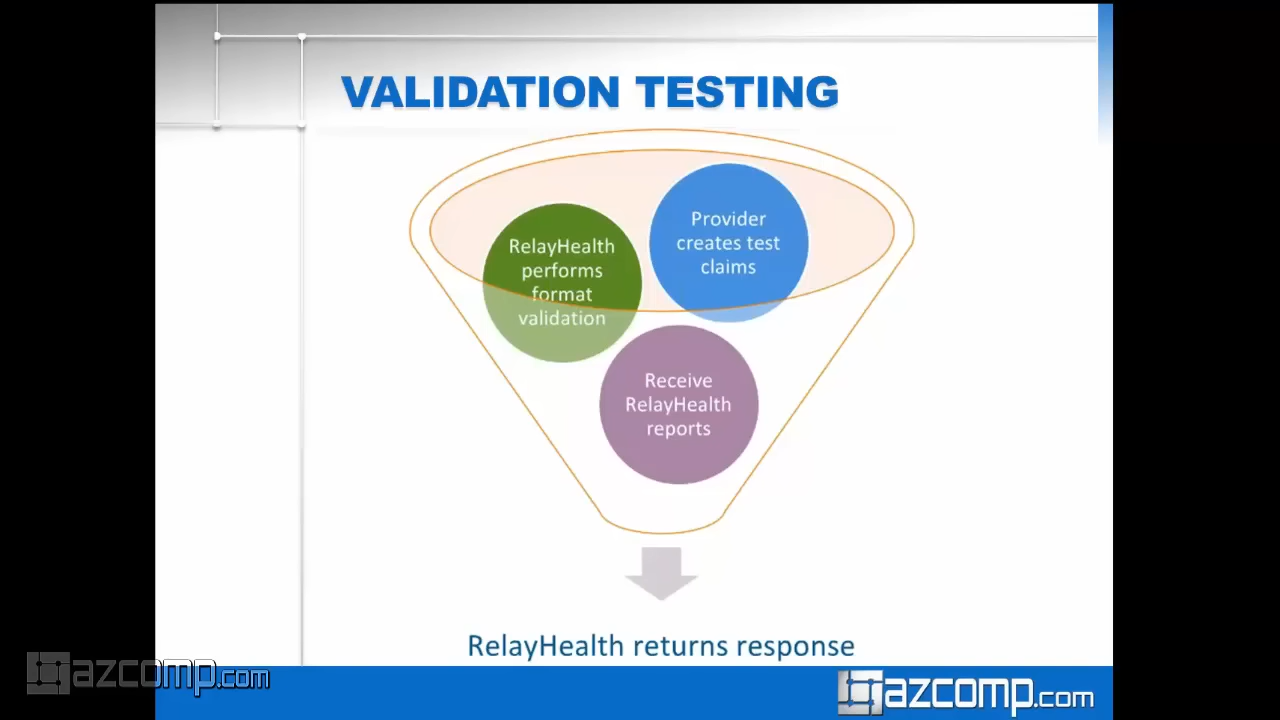 VALIDATION TESTING
Provider
creates test
claims
RelayHealth
performs
format
validation
Receive
RelayHealth
reports
RelayHealth returns response
azcomp.com
azcomp.com